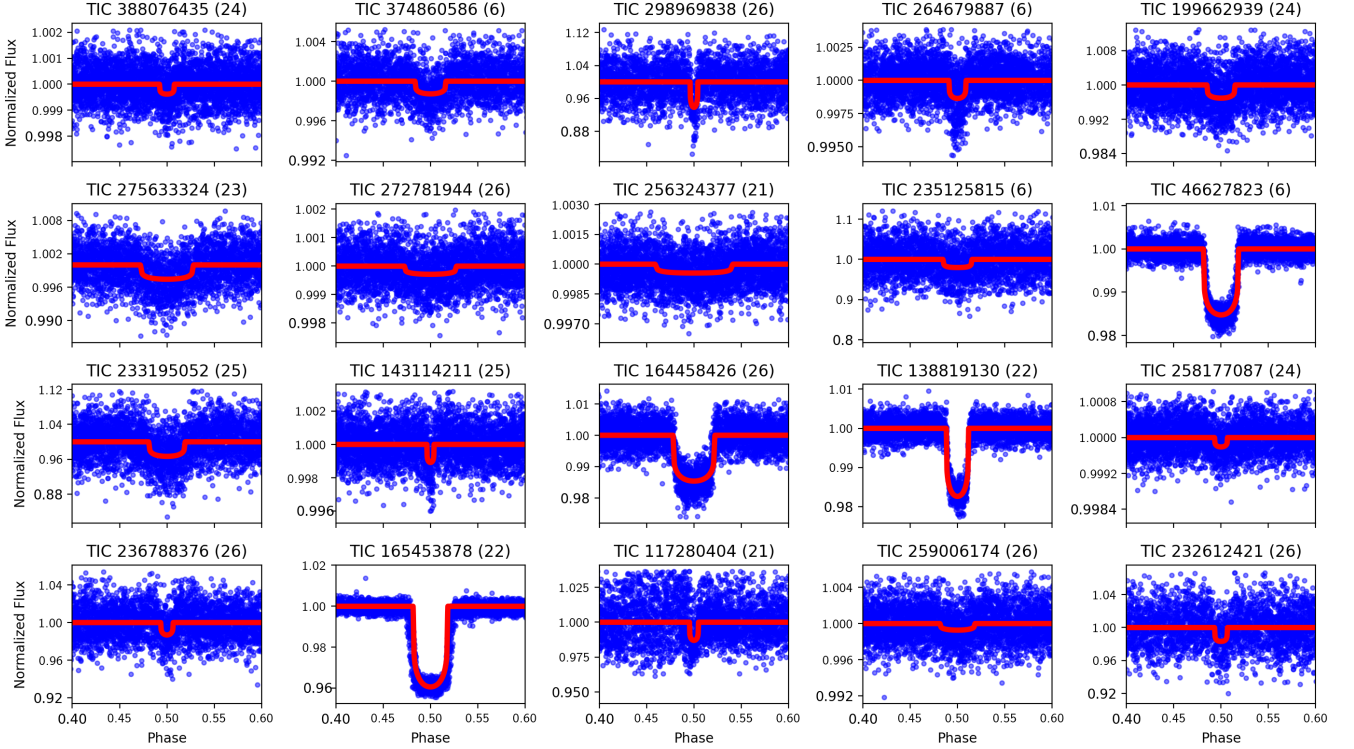 TIC 388076435 (24)
TIC 374860586 (6)
TIC 298969838 (26)
TIC 264679887 (6)
TIC 199662939 (24)
Normalized Flux
1.002
1.001
1.000
0.999
0.998
1.004
1.000
0.996
0.992
1.12
1.04
0.96
0.88
1.0025
1.0000
0.9975
0.9950
1.008
1.000
0.992
0.984
TIC 275633324 (23)
TIC 272781944 (26)
TIC 256324377 (21)
TIC 235125815 (6)
TIC 46627823 (6)
Normalized Flux
1.008
1.002
0.996
0.990
1.002
1.001
1.000
0.999
0.998
1.0030
1.0015
1.0000
0.9985
0.9970
1.1
1.0
0.9
0.8
1.01
1.00
0.99
0.98
TIC 233195052 (25)
TIC 143114211 (25)
TIC 164458426 (26)
TIC 138819130 (22)
TIC 258177087 (24)
Normalized Flux
1.12
1.04
0.96
0.88
1.002
1.000
0.998
0.996
1.01
1.00
0.99
0.98
1.01
1.00
0.99
0.98
1.0008
1.0000
0.9992
0.9984
TIC 236788376 (26)
TIC 165453878 (22)
TIC 117280404 (21)
TIC 259006174 (26)
TIC 232612421 (26)
Normalized Flux
1.04
1.00
0.96
0.92
1.02
1.00
0.98
0.96
1.025
1.000
0.975
0.950
1.004
1.000
0.996
0.992
1.04
1.00
0.96
0.92
0.40 0.45 0.50 0.55 0.60
0.40 0.45 0.50 0.55 0.60
0.40 0.45 0.50 0.55 0.60
0.40 0.45 0.50 0.55 0.60
0.40 0.45 0.50 0.55 0.60
Phase
Phase
Phase
Phase
Phase